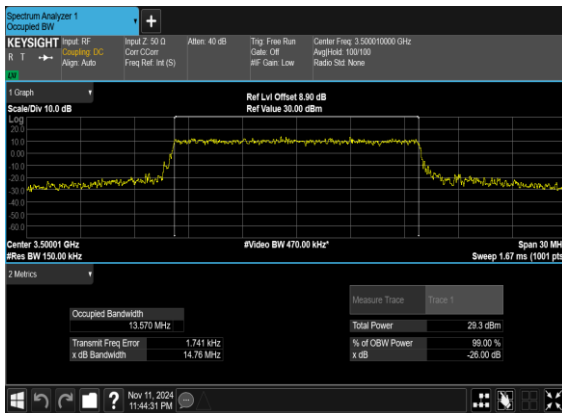 Spectrum Analyzer 1
Occupied BW
KEYSIGHT Input: RF Input Z: 50 Ω Atten: 40 dB Trig: Free Run Center Freq: 3.500010000 GHz
R T Coupling: DC Corr CCorr Gate: Off Avg|Hold: 100/100
Align: Auto Freq Ref: Int (S) #IF Gain: Low Radio Std: None
1 Graph
Ref Lvl Offset 8.90 dB
Scale/Div 10.0 dB Ref Value 30.00 dBm
Log
20.0
10.0
0.00
-10.0
-20.0
-30.0
-40.0
-50.0
-60.0
Center 3.50001 GHz #Video BW 470.00 kHz* Span 30 MH
#Res BW 150.00 kHz Sweep 1.67 ms (1001 pts
2 Metrics
Measure Trace Trace 1
Occupied Bandwidth
13.570 MHz Total Power 29.3 dBm
Transmit Freq Error 1.741 kHz % of OBW Power 99.00 %
x dB Bandwidth 14.76 MHz x dB -26.00 dB
?
Nov 11, 2024
11:44:31 PM